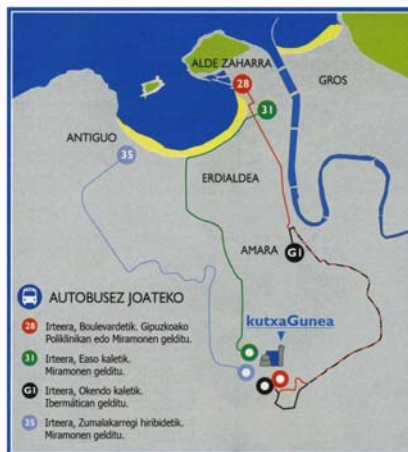 ALDE ZAHARRA
28
GROS
31
ANTIGUO
35
ERDIALDEA
AMARA
G1
kutxaGunea
AUTOBUSEZ JOATEKO
28 Irteera, Boulevardetik. Gipuzkoako
Poliklinikan edo Miramonen gelditu.
31 Irteera, Easo kaletik.
Miramonen gelditu.
G1 Irteera, Okendo kaletik.
Ibermática​n gelditu.
35 Irteera, Zumalakarregi hiribidetik.
Miramonen gelditu.